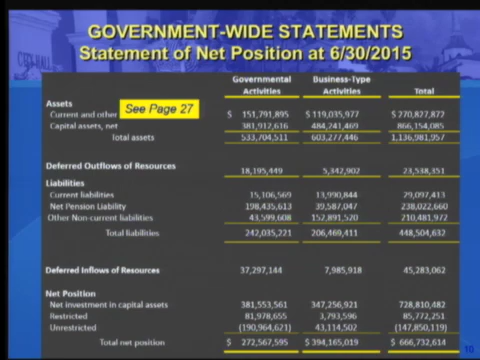 GOVERNMENT-WIDE STATEMENTS
Statement of Net Position at 6/30/2015
CITY HALL
Governmental Activities Business-Type Activities Total
Assets
See Page 27
Current and other $ 151,791,895 $ 119,035,977 $ 270,827,872
Capital assets, net 381,912,616 484,241,469 866,154,085
Total assets 533,704,511 603,277,446 1,136,981,957
Deferred Outflows of Resources 18,195,449 5,342,902 23,538,351
Liabilities
Current liabilities 15,106,569 13,990,844 29,097,413
Net Pension Liability 198,435,613 39,587,047 238,022,660
Other Non-current liabilities 43,599,608 152,891,520 210,481,972
Total liabilities 242,035,221 206,469,411 448,504,632
Deferred Inflows of Resources 37,297,144 7,985,918 45,283,062
Net Position
Net investment in capital assets 381,553,561 347,256,921 728,810,482
Restricted 81,978,655 3,793,596 85,772,251
Unrestricted (190,964,621) 43,114,502 (147,850,119)
Total net position $ 272,567,595 $ 394,165,019 $ 666,732,614
10